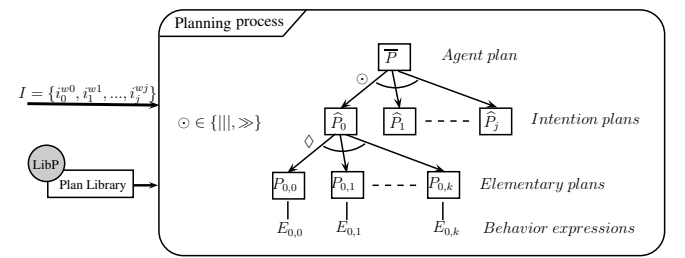 Planning process
P̅ Agent plan
⊙
I = {i_0^{w0}, i_1^{w1}, ..., i_j^{wj}}
⊙ ∈ {|||, ≫}
P̂_0 P̂_1 P̂_j Intention plans
◊
LibP
Plan Library
P_{0,0} P_{0,1} P_{0,k} Elementary plans
E_{0,0} E_{0,1} E_{0,k} Behavior expressions